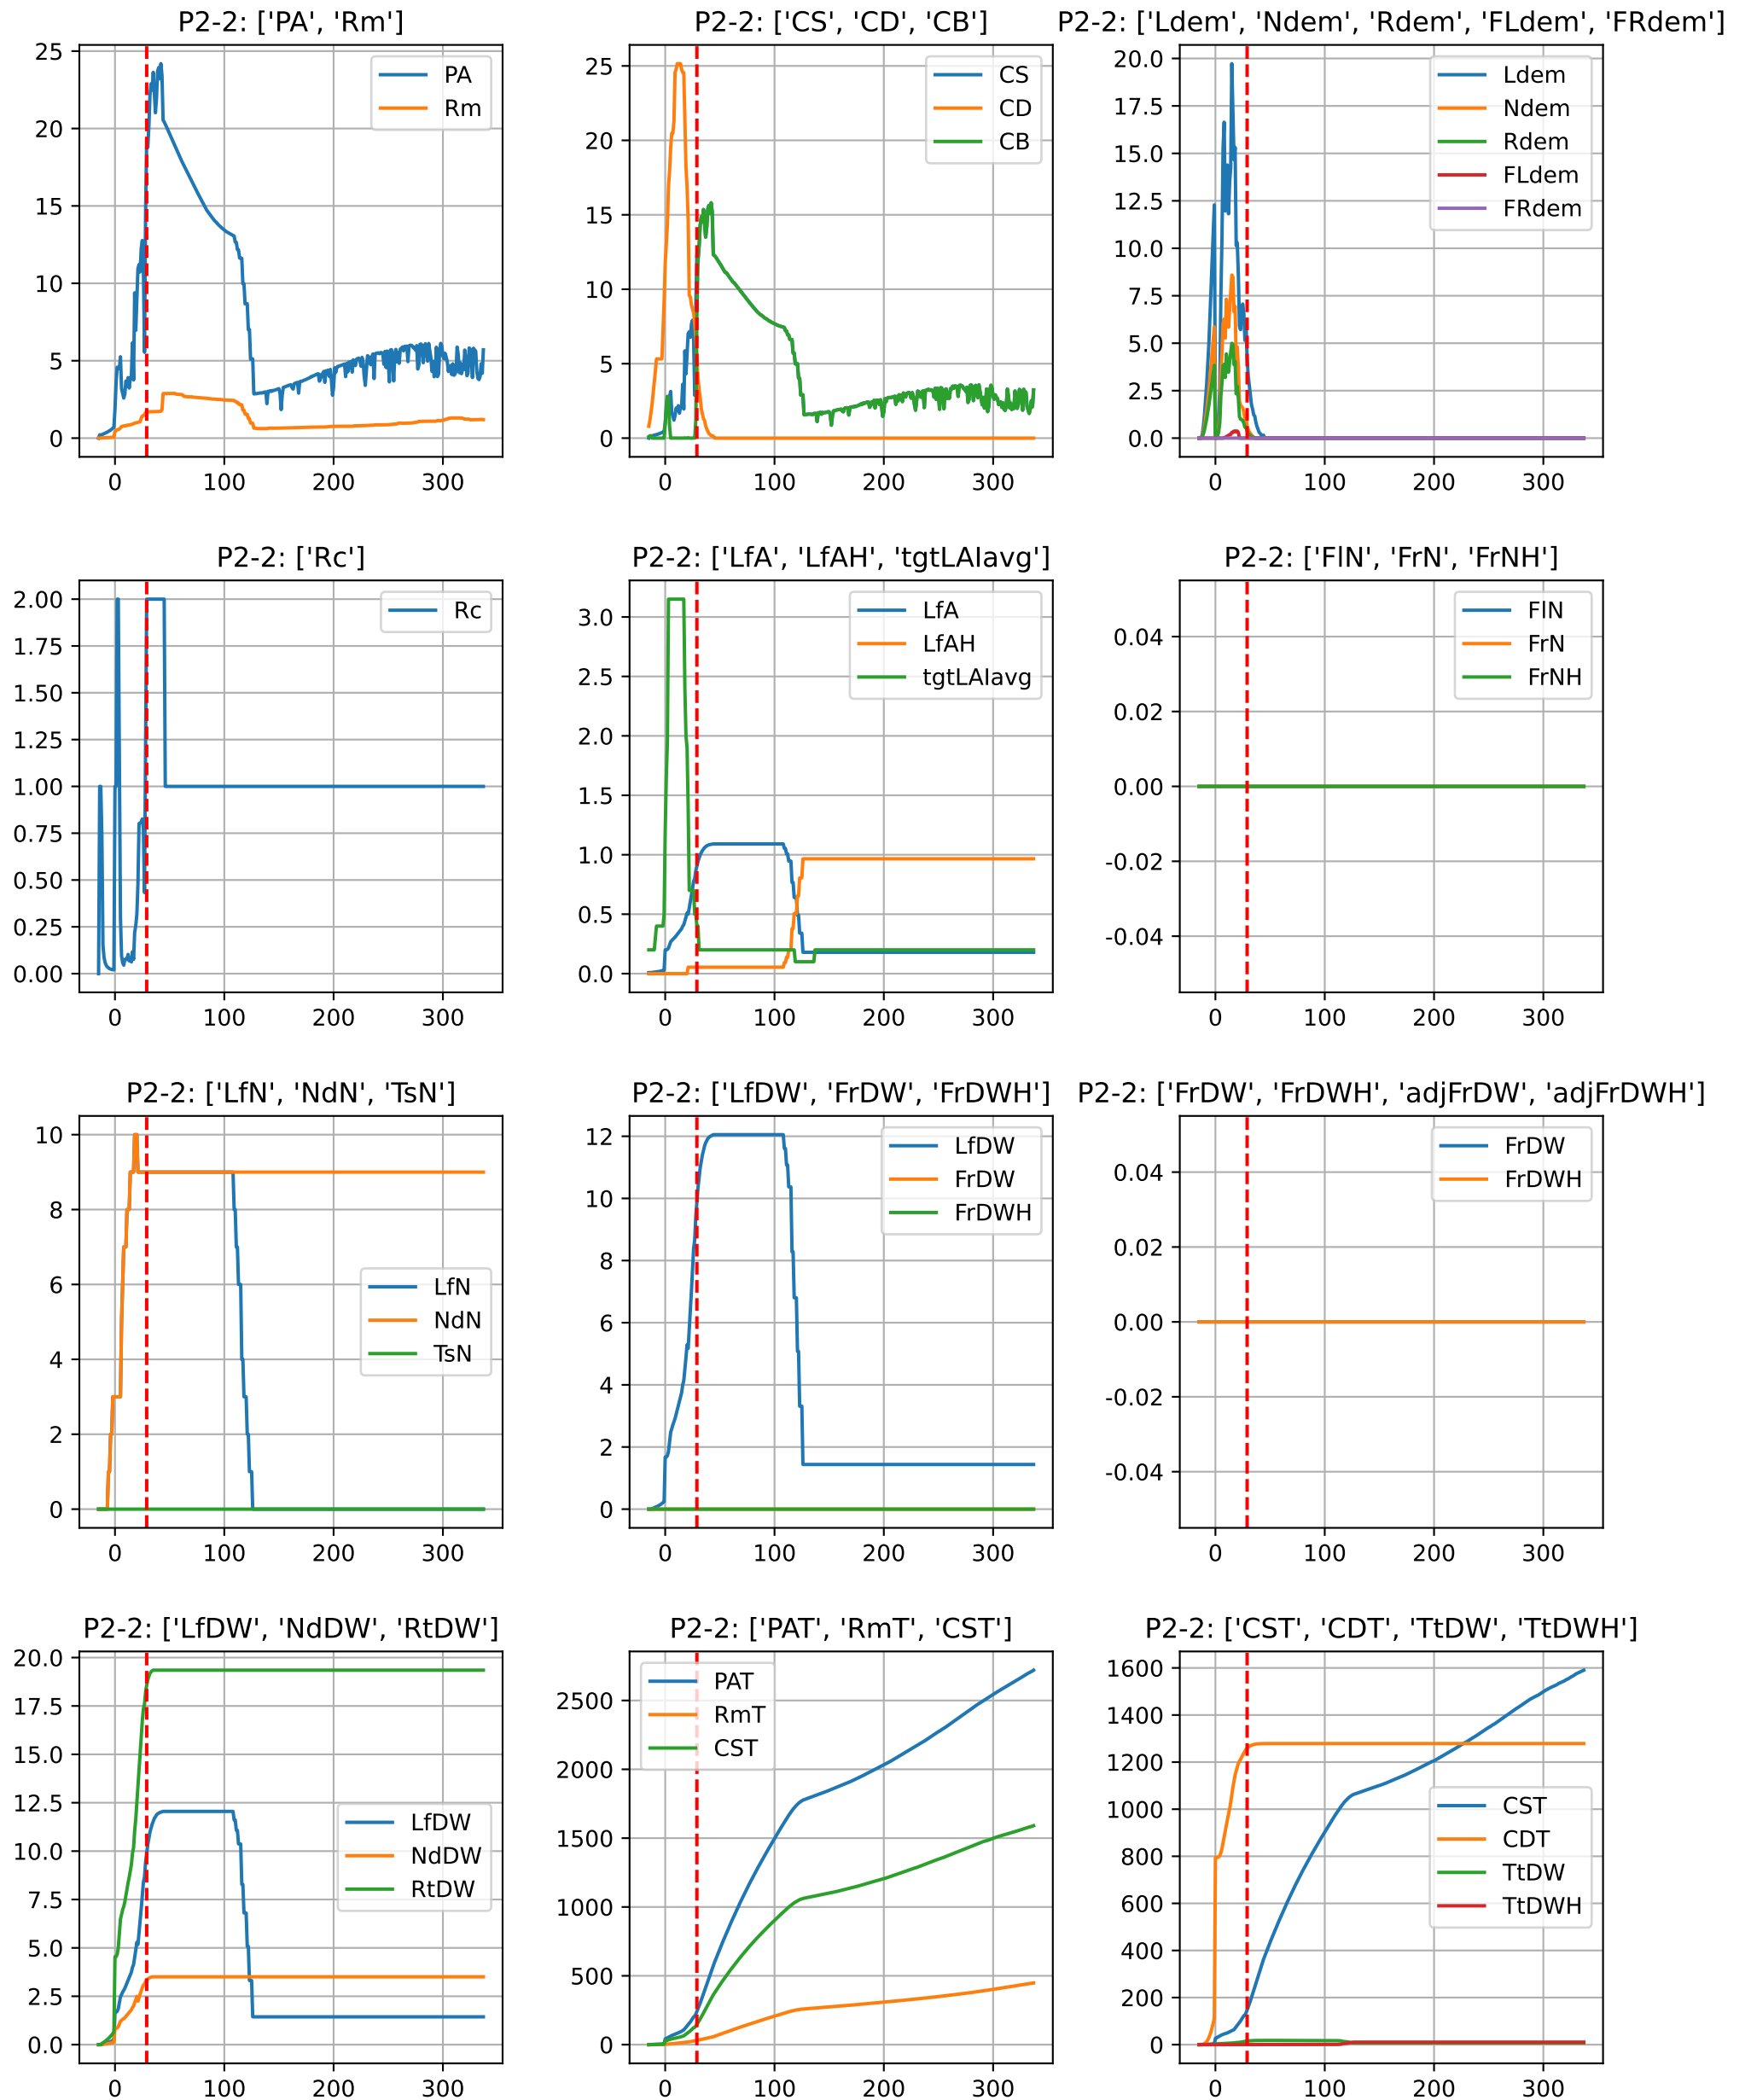 P2-2: ['PA', 'Rm']
25
20
15
10
5
0
0 100 200 300
PA
Rm
P2-2: ['CS', 'CD', 'CB']
25
20
15
10
5
0
0 100 200 300
CS
CD
CB
P2-2: ['Ldem', 'Ndem', 'Rdem', 'FLdem', 'FRdem']
20.0
17.5
15.0
12.5
10.0
7.5
5.0
2.5
0.0
0 100 200 300
Ldem
Ndem
Rdem
FLdem
FRdem
P2-2: ['Rc']
2.00
1.75
1.50
1.25
1.00
0.75
0.50
0.25
0.00
0 100 200 300
Rc
P2-2: ['LfA', 'LfAH', 'tgtLAIavg']
3.0
2.5
2.0
1.5
1.0
0.5
0.0
0 100 200 300
LfA
LfAH
tgtLAIavg
P2-2: ['FlN', 'FrN', 'FrNH']
0.04
0.02
0.00
-0.02
-0.04
0 100 200 300
FlN
FrN
FrNH
P2-2: ['LfN', 'NdN', 'TsN']
10
8
6
4
2
0
0 100 200 300
LfN
NdN
TsN
P2-2: ['LfDW', 'FrDW', 'FrDWH']
12
10
8
6
4
2
0
0 100 200 300
LfDW
FrDW
FrDWH
P2-2: ['FrDW', 'FrDWH', 'adjFrDW', 'adjFrDWH']
0.04
0.02
0.00
-0.02
-0.04
0 100 200 300
FrDW
FrDWH
P2-2: ['LfDW', 'NdDW', 'RtDW']
20.0
17.5
15.0
12.5
10.0
7.5
5.0
2.5
0.0
0 100 200 300
LfDW
NdDW
RtDW
P2-2: ['PAT', 'RmT', 'CST']
2500
2000
1500
1000
500
0
0 100 200 300
PAT
RmT
CST
P2-2: ['CST', 'CDT', 'TtDW', 'TtDWH']
1600
1400
1200
1000
800
600
400
200
0
0 100 200 300
CST
CDT
TtDW
TtDWH